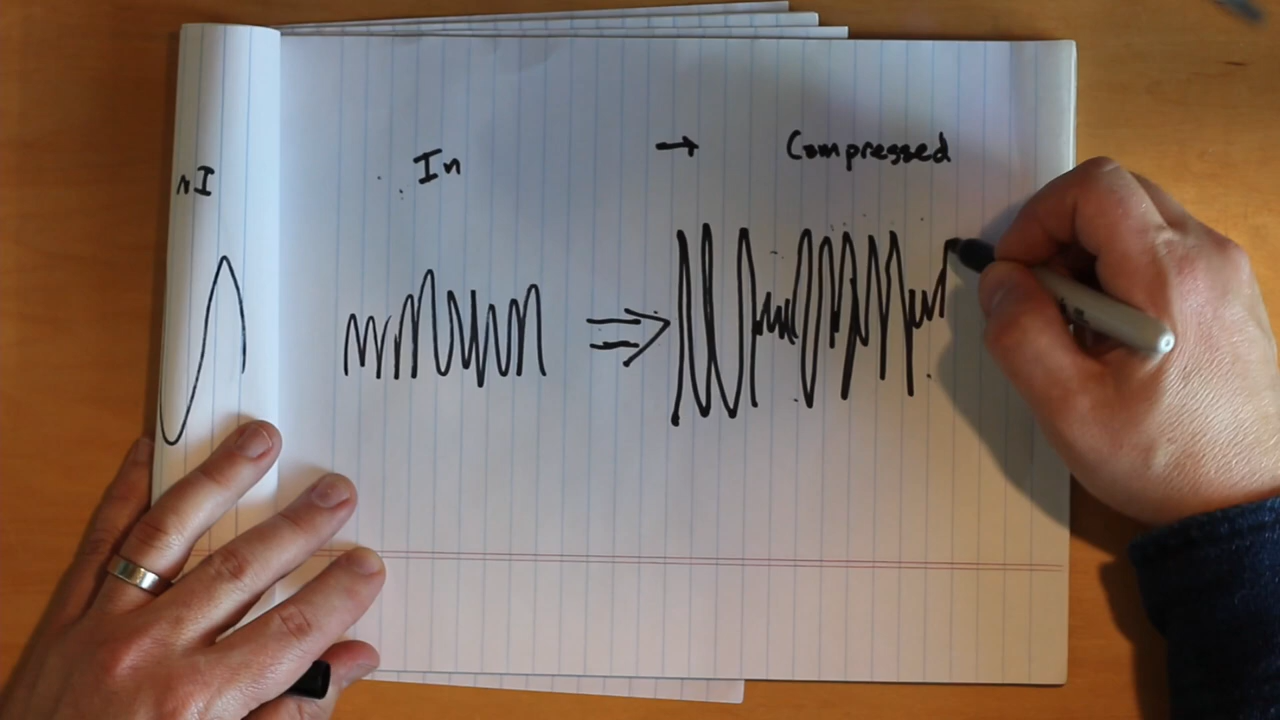 In
→ Compressed